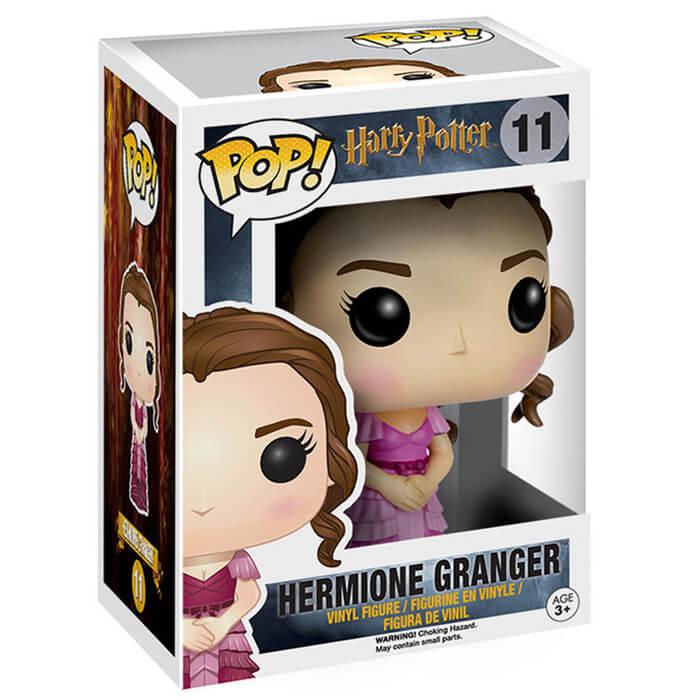 POP!
POP!
Harry Potter
11
POP!
HERMIONE GRANGER
VINYL FIGURE / FIGURINE EN VINYLE /
FIGURA DE VINIL
WARNING! Choking Hazard.
May contain small parts.
AGE
3+
11